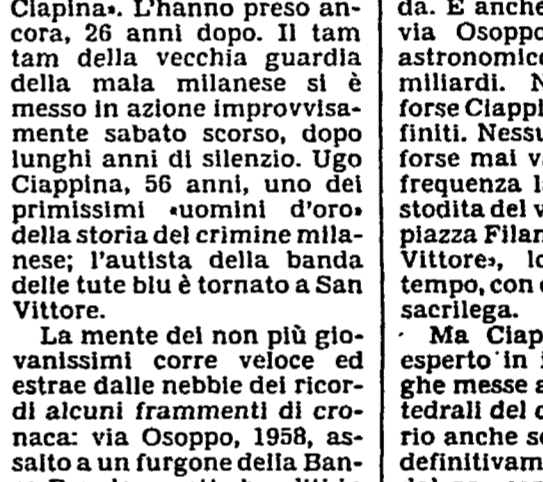 Ciapina». L'hanno preso an-
cora, 26 anni dopo. Il tam
tam della vecchia guardia
della mala milanese si è
messo in azione improvvisa-
mente sabato scorso, dopo
lunghi anni di silenzio. Ugo
Ciappina, 56 anni, uno dei
primissimi «uomini d'oro»
della storia del crimine mila-
nese; l'autista della banda
delle tute blu è tornato a San
Vittore.
La mente dei non più gio-
vanissimi corre veloce ed
estrae dalle nebbie dei ricor-
di alcuni frammenti di cro-
naca: via Osoppo, 1958, as-
salto a un furgone della Ban-
da. E anche
via Osoppo
astronomic
miliardi. N
forse Ciappi
finiti. Nessu
forse mai v
frequenza l
stodita del v
piazza Filan
Vittore», lo
tempo, con
sacrilega.
Ma Ciap
esperto in i
ghe messe a
tedrali del c
rio anche s
definitivam